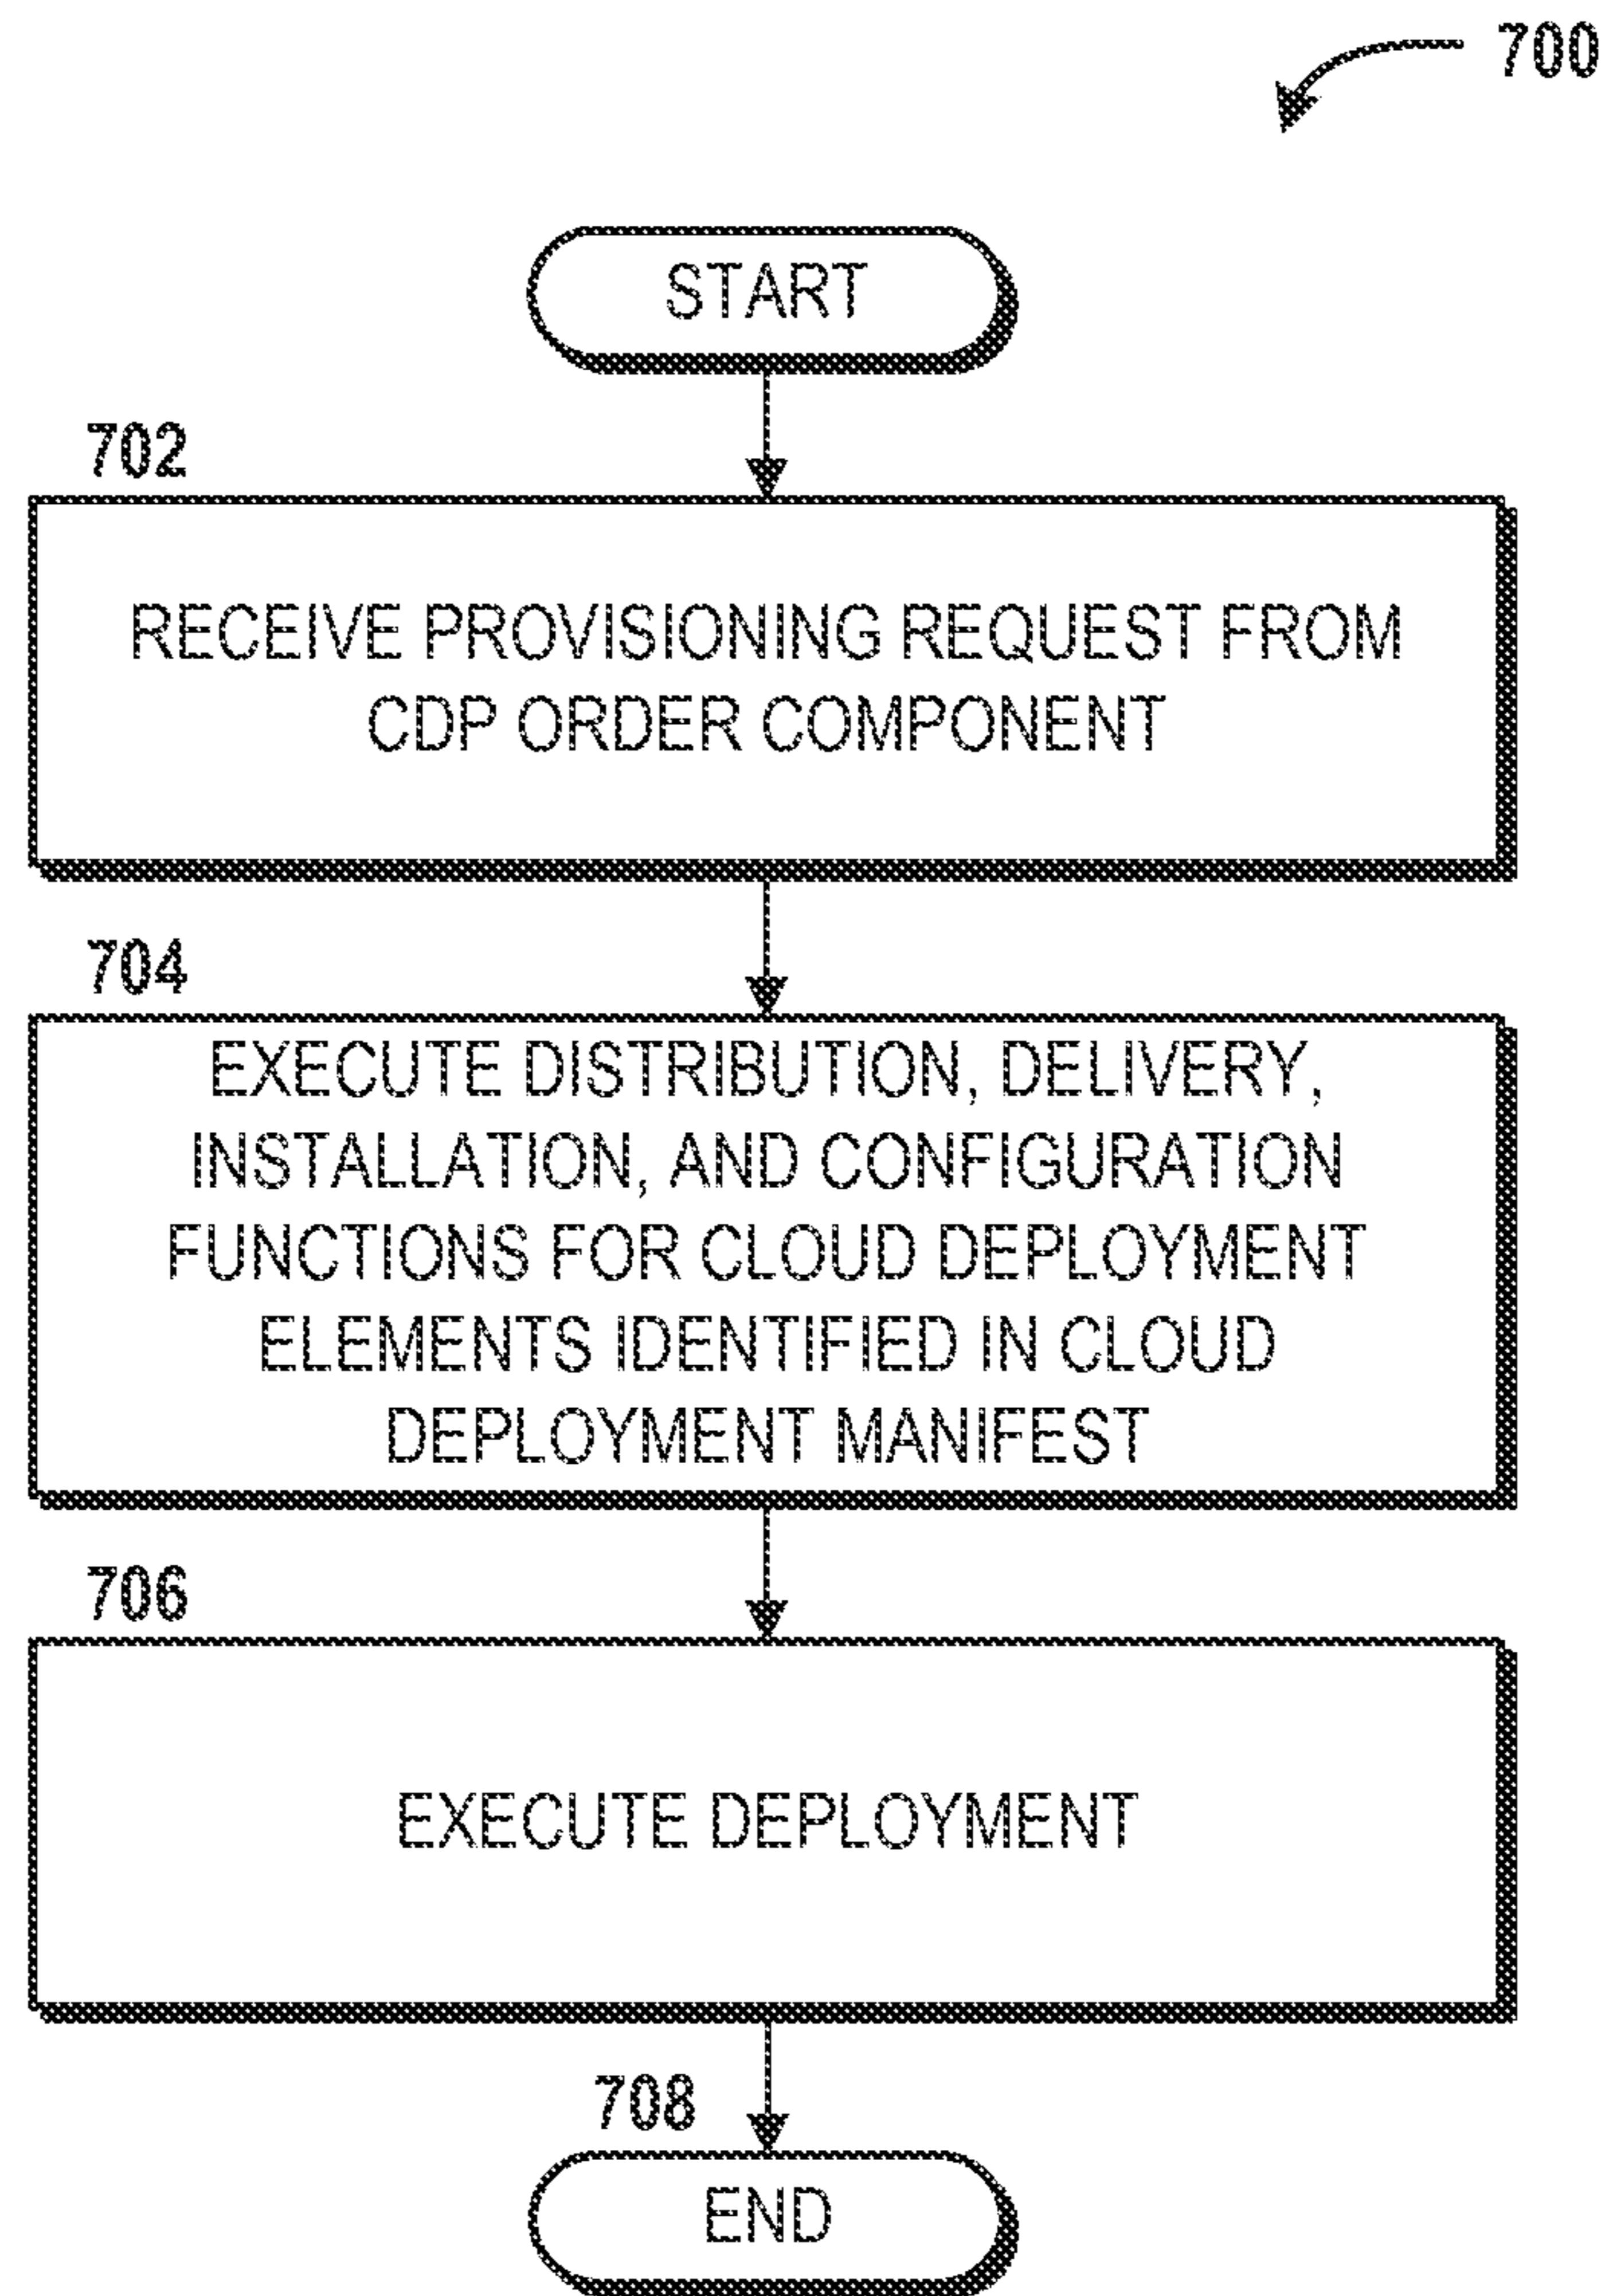 700
START
702
RECEIVE PROVISIONING REQUEST FROM
CDP ORDER COMPONENT
704
EXECUTE DISTRIBUTION, DELIVERY,
INSTALLATION, AND CONFIGURATION
FUNCTIONS FOR CLOUD DEPLOYMENT
ELEMENTS IDENTIFIED IN CLOUD
DEPLOYMENT MANIFEST
706
EXECUTE DEPLOYMENT
708
END